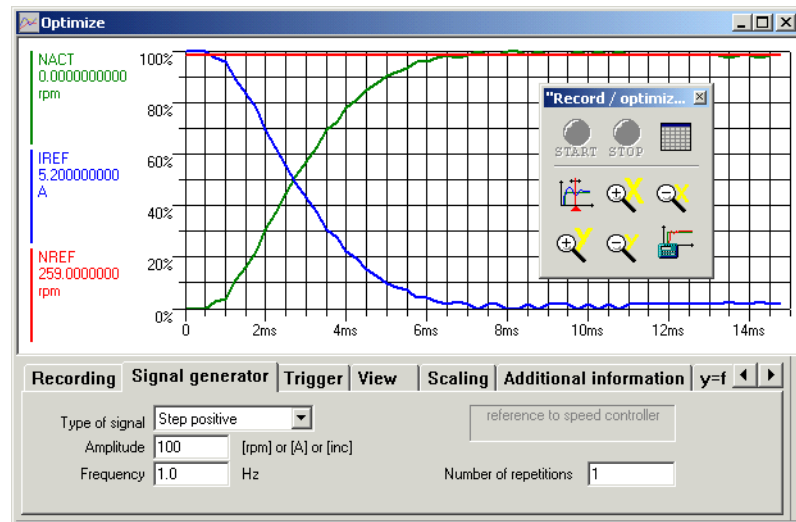 Optimize
NACT
0.0000000000
rpm
IREF
5.200000000
A
NREF
259.0000000
rpm
100%
80%
60%
40%
20%
0%
0 2ms 4ms 6ms 8ms 10ms 12ms 14ms
"Record / optimiz...
START STOP
Recording Signal generator Trigger View Scaling Additional information y=f
Type of signal Step positive
reference to speed controller
Amplitude 100 [rpm] or [A] or [inc]
Frequency 1.0 Hz Number of repetitions 1